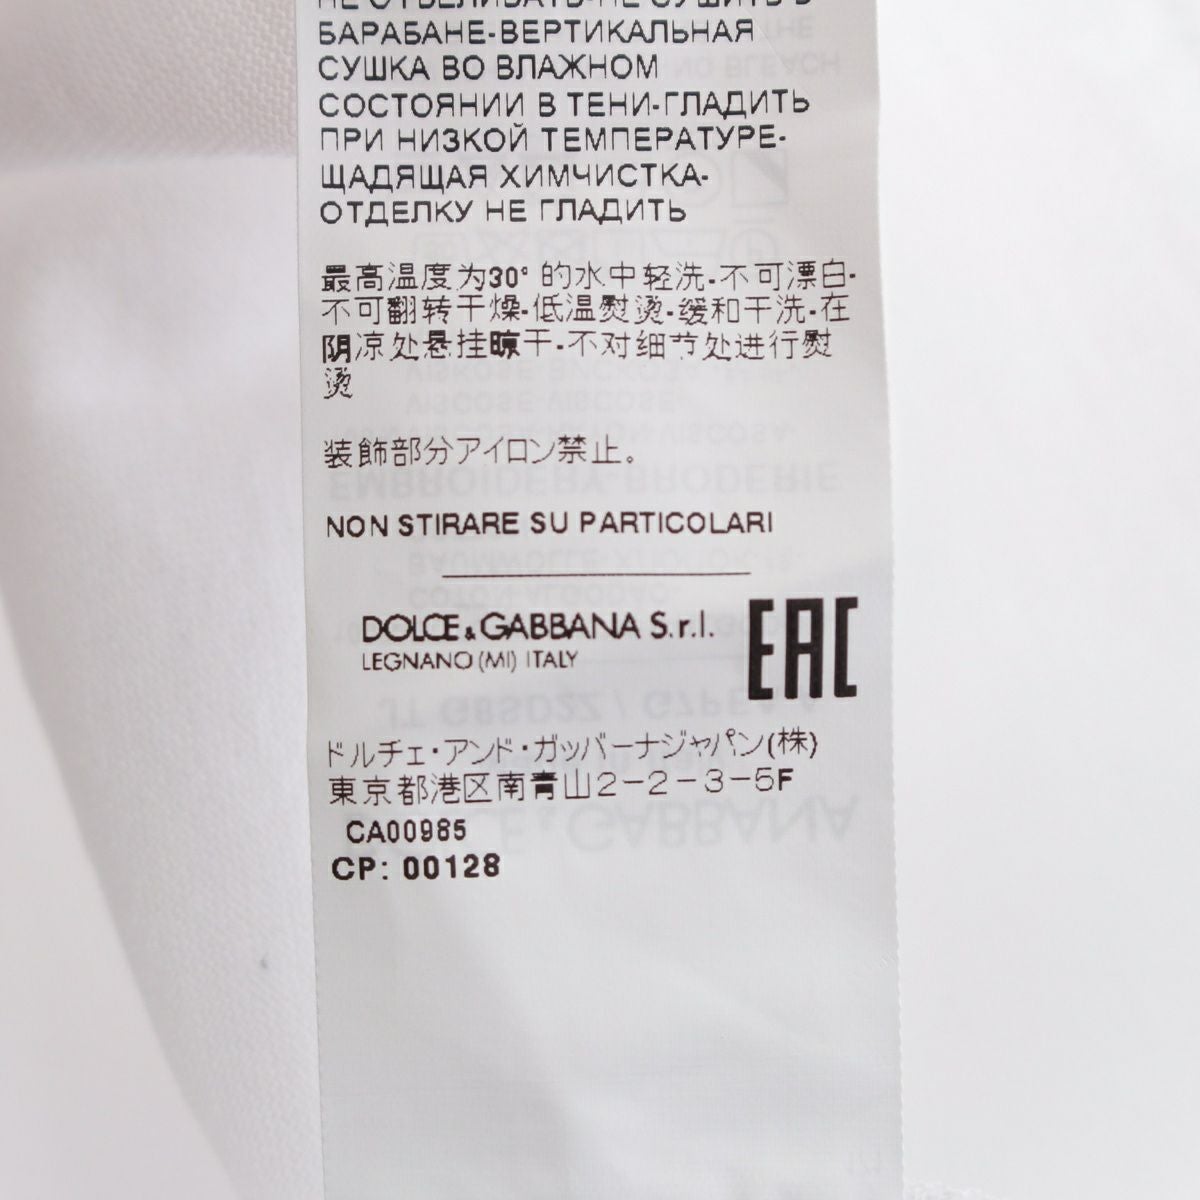 НЕ ОТБЕЛИВАТЬ-НЕ СУШИТЬ В
БАРАБАНЕ-ВЕРТИКАЛЬНАЯ
СУШКА ВО ВЛАЖНОМ
СОСТОЯНИИ В ТЕНИ-ГЛАДИТЬ
ПРИ НИЗКОЙ ТЕМПЕРАТУРЕ-
ЩАДЯЩАЯ ХИМЧИСТКА-
ОТДЕЛКУ НЕ ГЛАДИТЬ
最高温度为30°的水中轻洗-不可漂白-
不可翻转干燥-低温熨烫-缓和干洗-在
阴凉处悬挂晾干-不对细节处进行熨
烫
装飾部分アイロン禁止。
NON STIRARE SU PARTICOLARI
DOLCE & GABBANA S.r.l.
LEGNANO (MI) ITALY
EAC
ドルチェ・アンド・ガッバーナジャパン(株)
東京都港区南青山2-2-3-5F
CA00985
CP: 00128